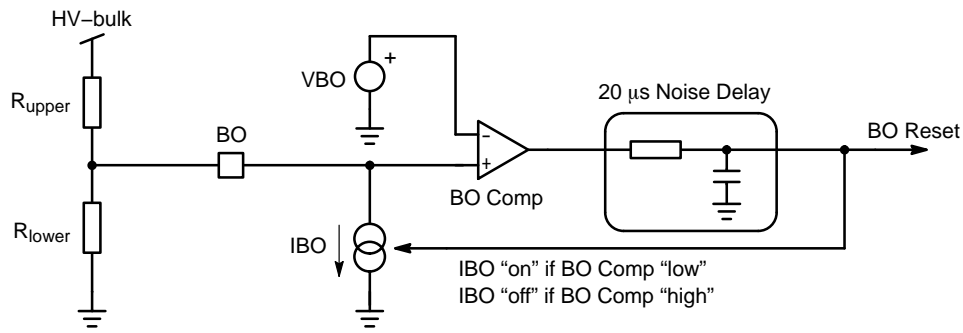 HV−bulk
VBO
+
20 μs Noise Delay
Rupper
BO
BO Reset
−
+
BO Comp
Rlower
IBO
IBO “on” if BO Comp “low”
IBO “off” if BO Comp “high”